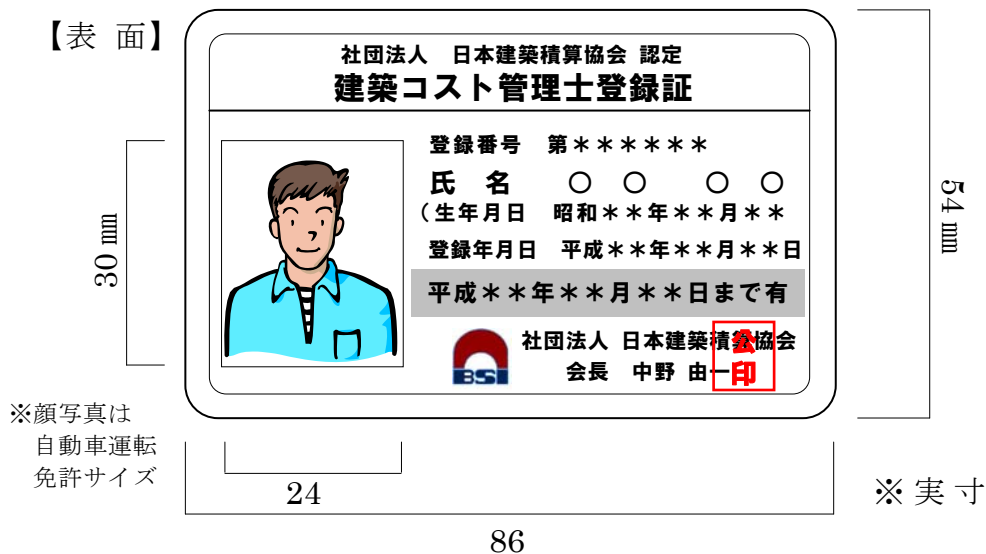 【表 面】
社団法人 日本建築積算協会 認定
建築コスト管理士登録証
登録番号 第＊＊＊＊＊＊
氏 名 ○ ○ ○ ○
（生年月日 昭和＊＊年＊＊月＊＊
登録年月日 平成＊＊年＊＊月＊＊日
平成＊＊年＊＊月＊＊日まで有
BSI
社団法人 日本建築積算協会
会長 中野 由一
公
印
30 ㎜
54 ㎜
※顔写真は
自動車運転
免許サイズ
24
86
※ 実 寸